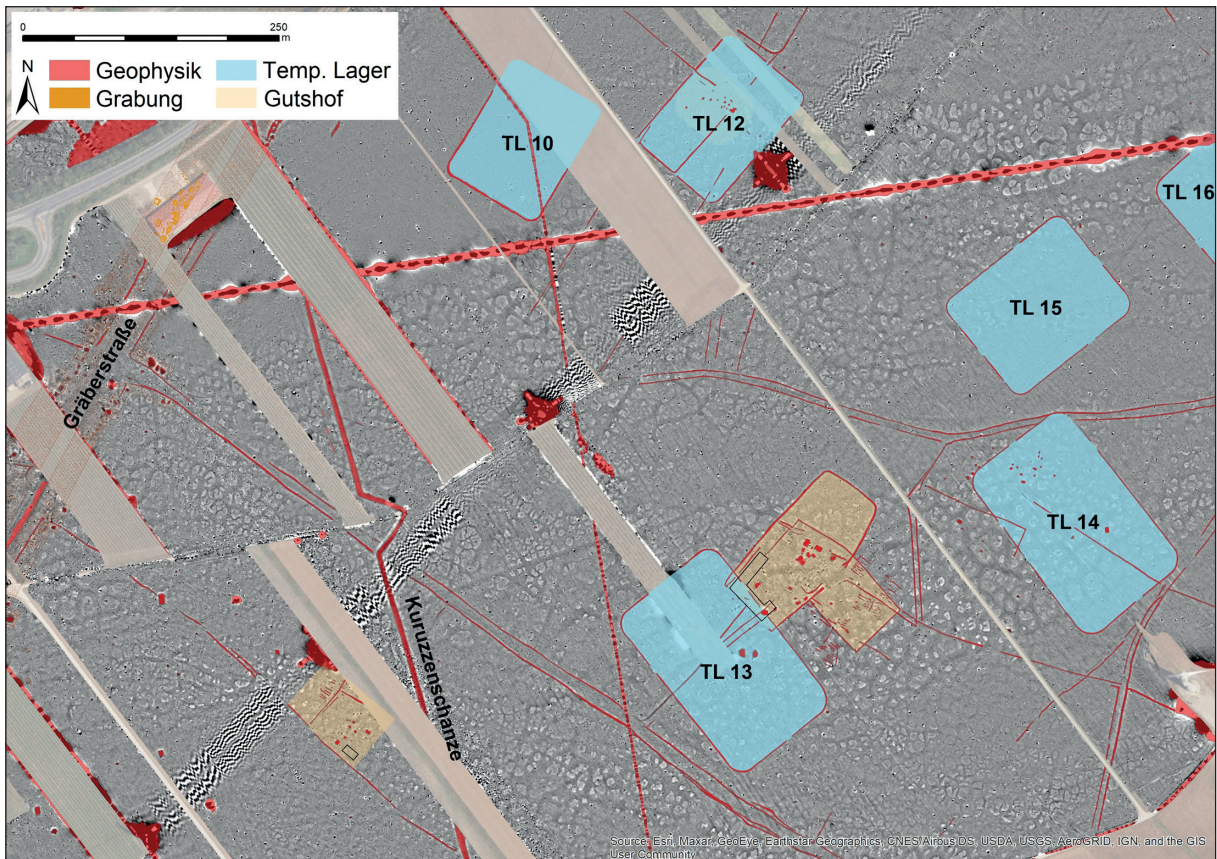 0 250
m
N
Geophysik
Temp. Lager
Grabung
Gutshof
TL 10
TL 12
TL 16
TL 15
Gräberstraße
TL 14
TL 13
Kuruzzenschanze
Source: Esri, Maxar, GeoEye, Earthstar Geographics, CNES/Airbus DS, USDA, USGS, AeroGRID, IGN, and the GIS
User Community